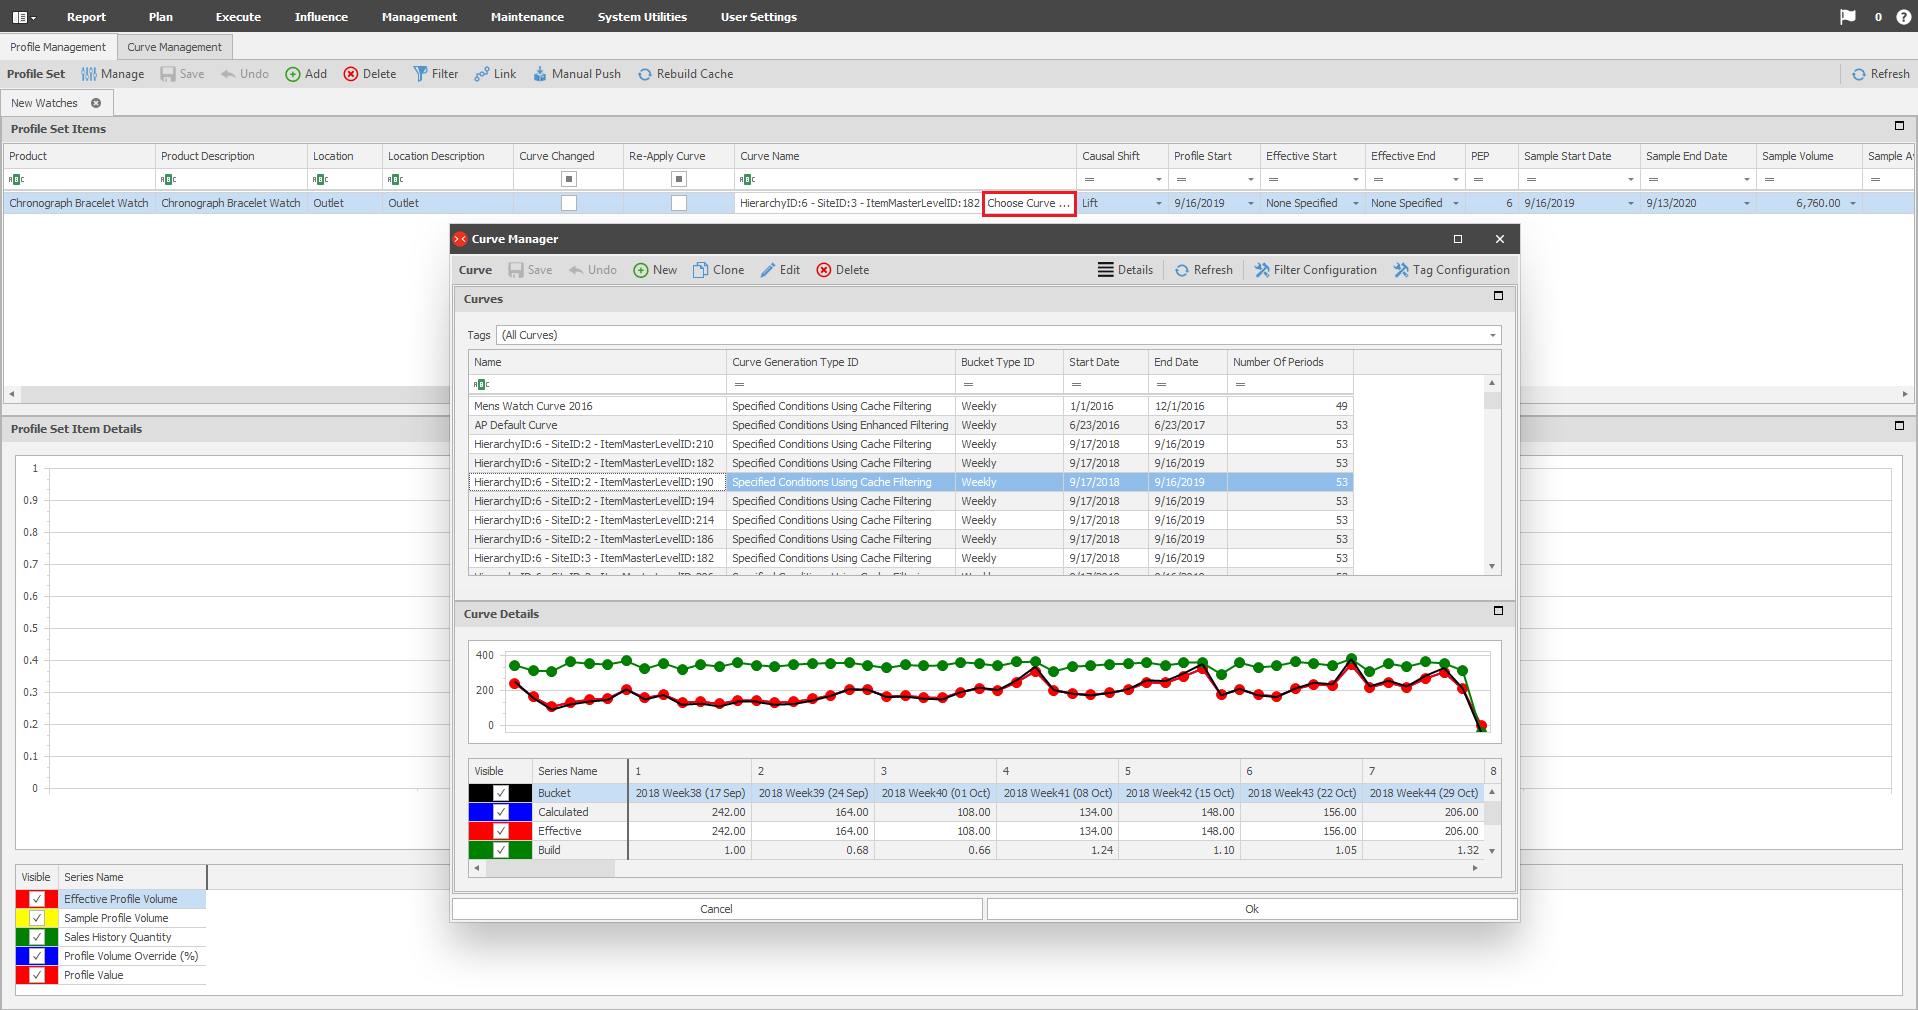 Report Plan Execute Influence Management Maintenance System Utilities User Settings 0 ?
Profile Management Curve Management
Profile Set Manage Save Undo Add Delete Filter Link Manual Push Rebuild Cache Refresh
New Watches
Profile Set Items
Product Product Description Location Location Description Curve Changed Re-Apply Curve Curve Name Causal Shift Profile Start Effective Start Effective End PEP Sample Start Date Sample End Date Sample Volume Sample Av
ABC ABC ABC ABC ABC = = = = = = = = =
Chronograph Bracelet Watch Chronograph Bracelet Watch Outlet Outlet HierarchyID:6 - SiteID:3 - ItemMasterLevelID:182 Choose Curve ... Lift 9/16/2019 None Specified None Specified 6 9/16/2019 9/13/2020 6,760.00
Curve Manager
Curve Save Undo New Clone Edit Delete Details Refresh Filter Configuration Tag Configuration
Curves
Tags (All Curves)
Name Curve Generation Type ID Bucket Type ID Start Date End Date Number Of Periods
ABC = = = = =
Mens Watch Curve 2016 Specified Conditions Using Cache Filtering Weekly 1/1/2016 12/1/2016 49
AP Default Curve Specified Conditions Using Enhanced Filtering Weekly 6/23/2016 6/23/2017 53
HierarchyID:6 - SiteID:2 - ItemMasterLevelID:210 Specified Conditions Using Cache Filtering Weekly 9/17/2018 9/16/2019 53
HierarchyID:6 - SiteID:2 - ItemMasterLevelID:182 Specified Conditions Using Cache Filtering Weekly 9/17/2018 9/16/2019 53
HierarchyID:6 - SiteID:2 - ItemMasterLevelID:190 Specified Conditions Using Cache Filtering Weekly 9/17/2018 9/16/2019 53
HierarchyID:6 - SiteID:2 - ItemMasterLevelID:194 Specified Conditions Using Cache Filtering Weekly 9/17/2018 9/16/2019 53
HierarchyID:6 - SiteID:2 - ItemMasterLevelID:214 Specified Conditions Using Cache Filtering Weekly 9/17/2018 9/16/2019 53
HierarchyID:6 - SiteID:2 - ItemMasterLevelID:186 Specified Conditions Using Cache Filtering Weekly 9/17/2018 9/16/2019 53
HierarchyID:6 - SiteID:3 - ItemMasterLevelID:182 Specified Conditions Using Cache Filtering Weekly 9/17/2018 9/16/2019 53
Curve Details
400
200
0
Visible Series Name 1 2 3 4 5 6 7 8
Bucket 2018 Week38 (17 Sep) 2018 Week39 (24 Sep) 2018 Week40 (01 Oct) 2018 Week41 (08 Oct) 2018 Week42 (15 Oct) 2018 Week43 (22 Oct) 2018 Week44 (29 Oct)
Calculated 242.00 164.00 108.00 134.00 148.00 156.00 206.00
Effective 242.00 164.00 108.00 134.00 148.00 156.00 206.00
Build 1.00 0.68 0.66 1.24 1.10 1.05 1.32
Cancel Ok
Profile Set Item Details
1
0.9
0.8
0.7
0.6
0.5
0.4
0.3
0.2
0.1
0
Visible Series Name
Effective Profile Volume
Sample Profile Volume
Sales History Quantity
Profile Volume Override (%)
Profile Value